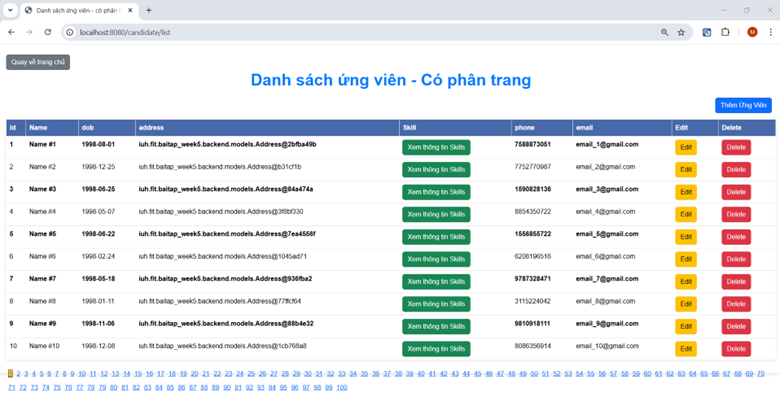 Danh sách ứng viên - có phân t
localhost:8080/candidate/list
M
Quay về trang chủ
Danh sách ứng viên - Có phân trang
Thêm Ứng Viên
Id Name dob address Skill phone email Edit Delete
1 Name #1 1998-08-01 iuh.fit.baitap_week5.backend.models.Address@2bfba49b Xem thông tin Skills 7588873051 email_1@gmail.com Edit Delete
2 Name #2 1998-12-25 iuh.fit.baitap_week5.backend.models.Address@b31cf1b Xem thông tin Skills 7752770987 email_2@gmail.com Edit Delete
3 Name #3 1998-06-25 iuh.fit.baitap_week5.backend.models.Address@84a474a Xem thông tin Skills 1590828136 email_3@gmail.com Edit Delete
4 Name #4 1998-05-07 iuh.fit.baitap_week5.backend.models.Address@3f8bf330 Xem thông tin Skills 8854350722 email_4@gmail.com Edit Delete
5 Name #5 1998-06-22 iuh.fit.baitap_week5.backend.models.Address@7ea4556f Xem thông tin Skills 1556855722 email_5@gmail.com Edit Delete
6 Name #6 1998-02-24 iuh.fit.baitap_week5.backend.models.Address@1045ad71 Xem thông tin Skills 6208196516 email_6@gmail.com Edit Delete
7 Name #7 1998-05-18 iuh.fit.baitap_week5.backend.models.Address@936fba2 Xem thông tin Skills 9787328471 email_7@gmail.com Edit Delete
8 Name #8 1998-01-11 iuh.fit.baitap_week5.backend.models.Address@77ffcf64 Xem thông tin Skills 3115224042 email_8@gmail.com Edit Delete
9 Name #9 1998-11-06 iuh.fit.baitap_week5.backend.models.Address@88b4e32 Xem thông tin Skills 9810918111 email_9@gmail.com Edit Delete
10 Name #10 1998-12-08 iuh.fit.baitap_week5.backend.models.Address@1cb768a8 Xem thông tin Skills 8086356914 email_10@gmail.com Edit Delete
1 2 3 4 5 6 7 8 9 10 11 12 13 14 15 16 17 18 19 20 21 22 23 24 25 26 27 28 29 30 31 32 33 34 35 36 37 38 39 40 41 42 43 44 45 46 47 48 49 50 51 52 53 54 55 56 57 58 59 60 61 62 63 64 65 66 67 68 69 70
71 72 73 74 75 76 77 78 79 80 81 82 83 84 85 86 87 88 89 90 91 92 93 94 95 96 97 98 99 100